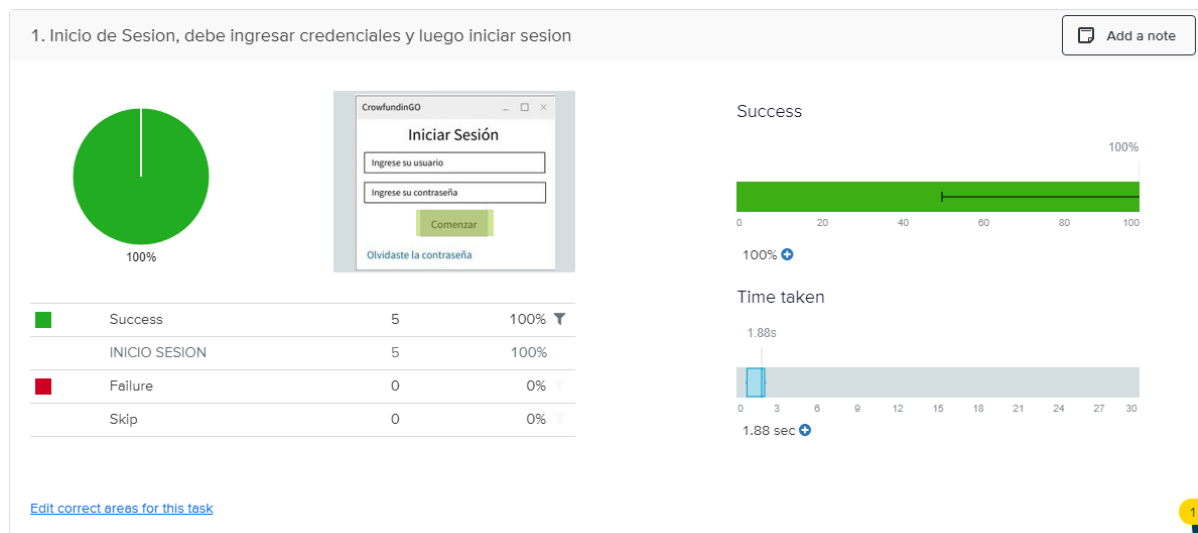 1. Inicio de Sesion, debe ingresar credenciales y luego iniciar sesion
Add a note
CrowfundinGO
Iniciar Sesión
Ingrese su usuario
Ingrese su contraseña
Comenzar
Olvidaste la contraseña
100%
Success 5 100%
INICIO SESION 5 100%
Failure 0 0%
Skip 0 0%
Success
100%
0 20 40 60 80 100
100%
Time taken
1.88s
0 3 6 9 12 15 18 21 24 27 30
1.88 sec
Edit correct areas for this task
1